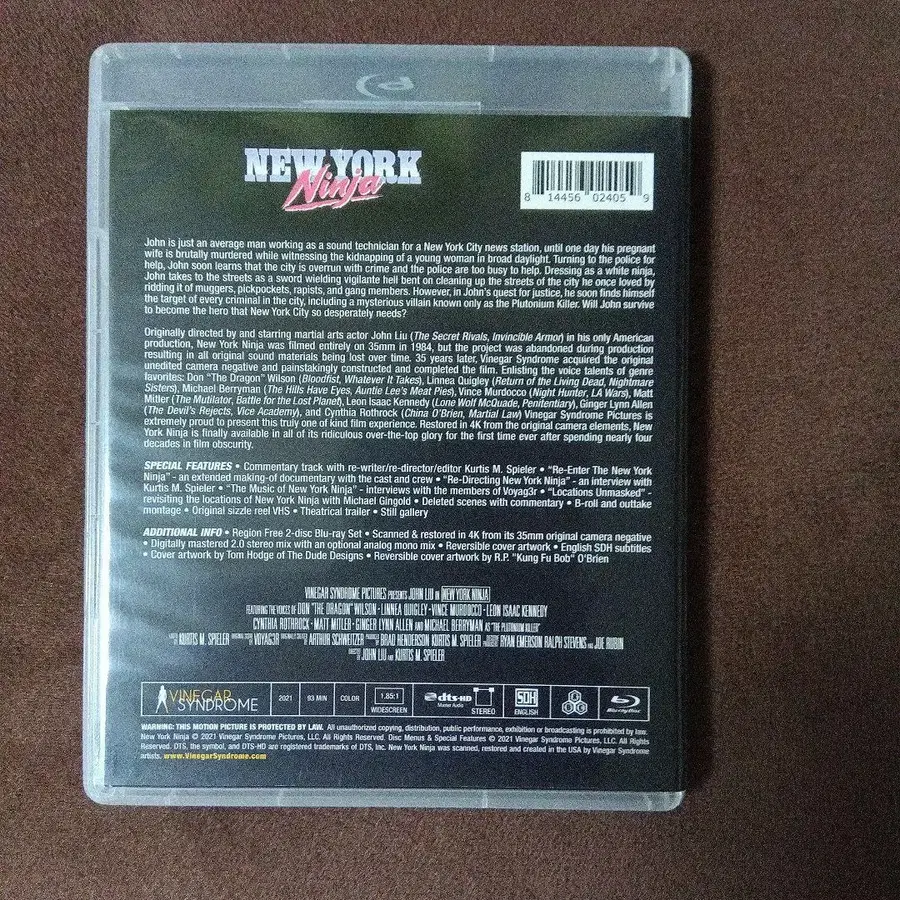 NEW YORK
Ninja
8 14456 02405 9
John is just an average man working as a sound technician for a New York City news station, until one day his pregnant
wife is brutally murdered while witnessing the kidnapping of a young woman in broad daylight. Turning to the police for
help, John soon learns that the city is overrun with crime and the police are too busy to help. Dressing as a white ninja,
John takes to the streets as a sword wielding vigilante hell bent on cleaning up the streets of the city he once loved by
ridding it of muggers, pickpockets, rapists, and gang members. However, in John's quest for justice, he soon finds himself
the target of every criminal in the city, including a mysterious villain known only as the Plutonium Killer. Will John survive
to become the hero that New York City so desperately needs?
Originally directed by and starring martial arts actor John Liu (The Secret Rivals, Invincible Armor) in his only American
production, New York Ninja was filmed entirely on 35mm in 1984, but the project was abandoned during production
resulting in all original sound materials being lost over time. 35 years later, Vinegar Syndrome acquired the original
unedited camera negative and painstakingly constructed and completed the film. Enlisting the voice talents of genre
favorites: Don "The Dragon" Wilson (Bloodfist, Whatever It Takes), Linnea Quigley (Return of the Living Dead, Nightmare
Sisters), Michael Berryman (The Hills Have Eyes, Auntie Lee's Meat Pies), Vince Murdocco (Night Hunter, LA Wars), Matt
Mitler (The Mutilator, Battle for the Lost Planet), Leon Isaac Kennedy (Lone Wolf McQuade, Penitentiary), Ginger Lynn Allen
(The Devil's Rejects, Vice Academy), and Cynthia Rothrock (China O'Brien, Martial Law) Vinegar Syndrome Pictures is
extremely proud to present this truly one of kind film experience. Restored in 4K from the original camera elements, New
York Ninja is finally available in all of its ridiculous over-the-top glory for the first time ever after spending nearly four
decades in film obscurity.
SPECIAL FEATURES • Commentary track with re-writer/re-director/editor Kurtis M. Spieler • "Re-Enter The New York
Ninja" - an extended making-of documentary with the cast and crew • "Re-Directing New York Ninja" - an interview with
Kurtis M. Spieler • "The Music of New York Ninja" - interviews with the members of Voyag3r • "Locations Unmasked" -
revisiting the locations of New York Ninja with Michael Gingold • Deleted scenes with commentary • B-roll and outtake
montage • Original sizzle reel VHS • Theatrical trailer • Still gallery
ADDITIONAL INFO • Region Free 2-disc Blu-ray Set • Scanned & restored in 4K from its 35mm original camera negative
• Digitally mastered 2.0 stereo mix with an optional analog mono mix • Reversible cover artwork • English SDH subtitles
• Cover artwork by Tom Hodge of The Dude Designs • Reversible cover artwork by R.P. "Kung Fu Bob" O'Brien
VINEGAR SYNDROME PICTURES PRESENTS JOHN LIU IN NEW YORK NINJA
FEATURING THE VOICES OF DON "THE DRAGON" WILSON · LINNEA QUIGLEY · VINCE MURDOCCO · LEON ISAAC KENNEDY
CYNTHIA ROTHROCK · MATT MITLER · GINGER LYNN ALLEN AND MICHAEL BERRYMAN AS "THE PLUTONIUM KILLER"
KURTIS M. SPIELER VOYAG3R ARTHUR SCHWEITZER BRAD HENDERSON KURTIS M. SPIELER RYAN EMERSON RALPH STEVENS AND JOE RUBIN
JOHN LIU AND KURTIS M. SPIELER
VINEGAR SYNDROME 2021 93 MIN COLOR 1.85:1 WIDESCREEN dts-HD Master Audio STEREO SDH ENGLISH Blu-ray Disc
WARNING: THIS MOTION PICTURE IS PROTECTED BY LAW. All unauthorized copying, distribution, public performance, exhibition or broadcasting is prohibited by law.
New York Ninja © 2021 Vinegar Syndrome Pictures, LLC. All Rights Reserved. Disc Menus & Special Features © 2021 Vinegar Syndrome Pictures, LLC. All Rights
Reserved. DTS, the symbol, and DTS-HD are registered trademarks of DTS, Inc. New York Ninja was scanned, restored and created in the USA by Vinegar Syndrome
artists. www.VinegarSyndrome.com